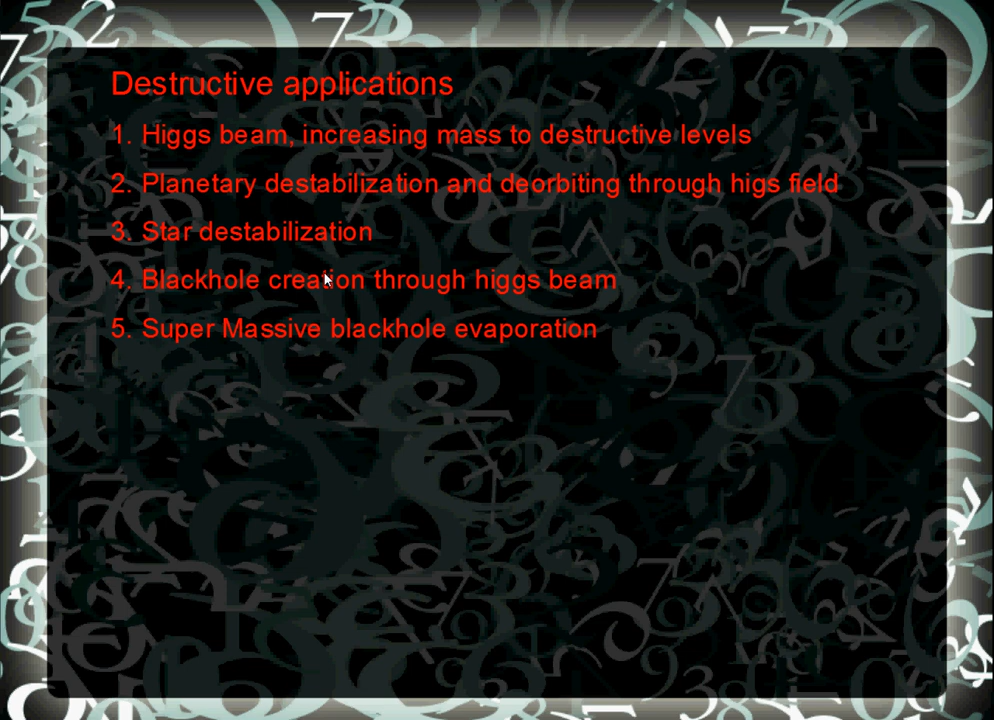 Destructive applications
1. Higgs beam, increasing mass to destructive levels
2. Planetary destabilization and deorbiting through higs field
3. Star destabilization
4. Blackhole creation through higgs beam
5. Super Massive blackhole evaporation